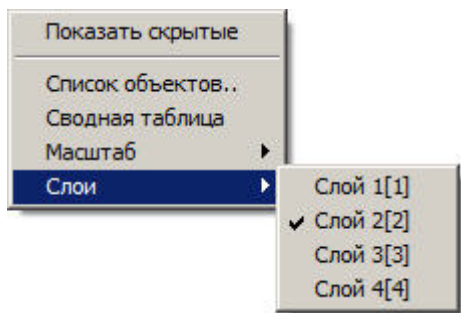 Показать скрытые
Список объектов..
Сводная таблица
Масштаб
Слои
Слой 1[1]
Слой 2[2]
Слой 3[3]
Слой 4[4]